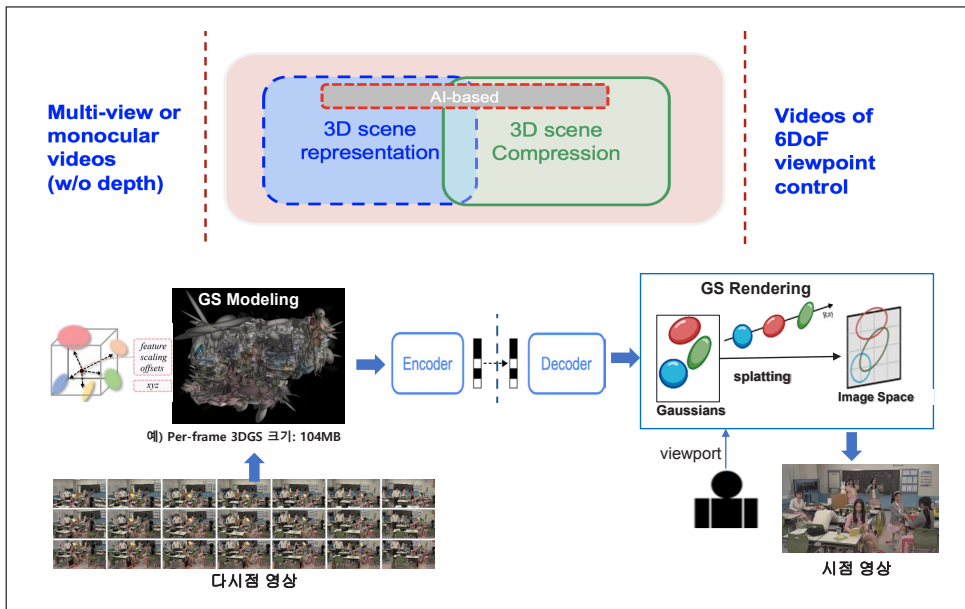 Multi-view or
monocular
videos
(w/o depth)
AI-based
3D scene
representation
3D scene
Compression
Videos of
6DoF
viewpoint
control
GS Modeling
feature
scaling
offsets
xyz
예) Per-frame 3DGS 크기: 104MB
Encoder
Decoder
GS Rendering
splatting
Gaussians
Image Space
viewport
다시점 영상
시점 영상